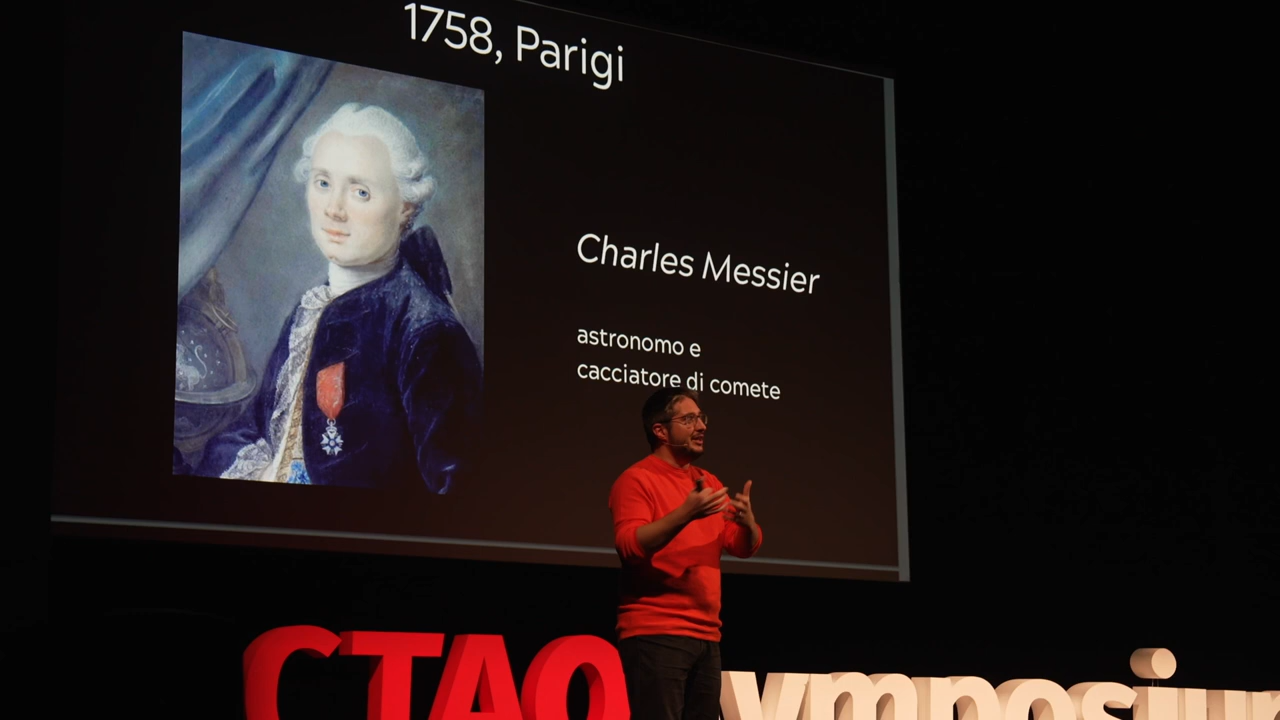 1758, Parigi
Charles Messier
astronomo e
cacciatore di comete
CTAO